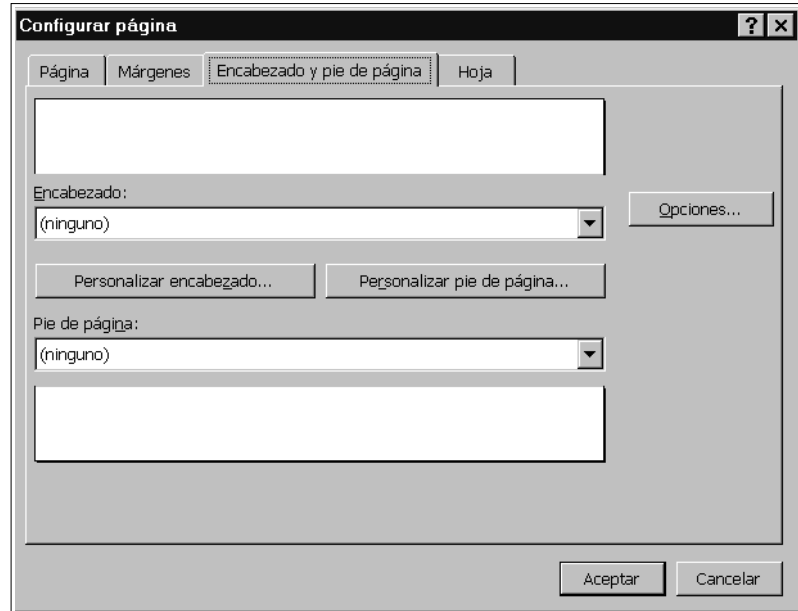 Configurar página
Página Márgenes Encabezado y pie de página Hoja
Encabezado:
(ninguno)
Opciones...
Personalizar encabezado... Personalizar pie de página...
Pie de página:
(ninguno)
Aceptar Cancelar